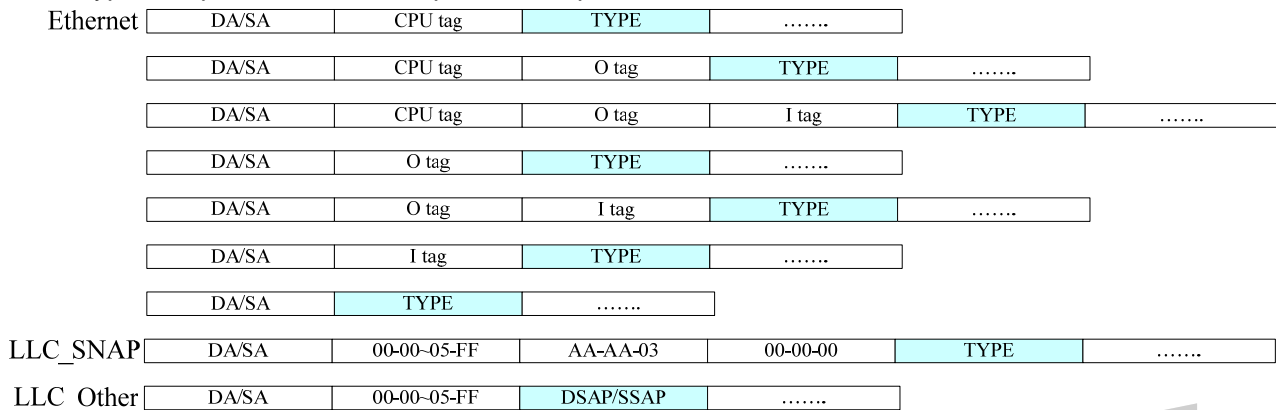 Ethernet DA/SA CPU tag TYPE …….
DA/SA CPU tag O tag TYPE …….
DA/SA CPU tag O tag I tag TYPE …….
DA/SA O tag TYPE …….
DA/SA O tag I tag TYPE …….
DA/SA I tag TYPE …….
DA/SA TYPE …….
LLC_SNAP DA/SA 00-00~05-FF AA-AA-03 00-00-00 TYPE …….
LLC_Other DA/SA 00-00~05-FF DSAP/SSAP …….